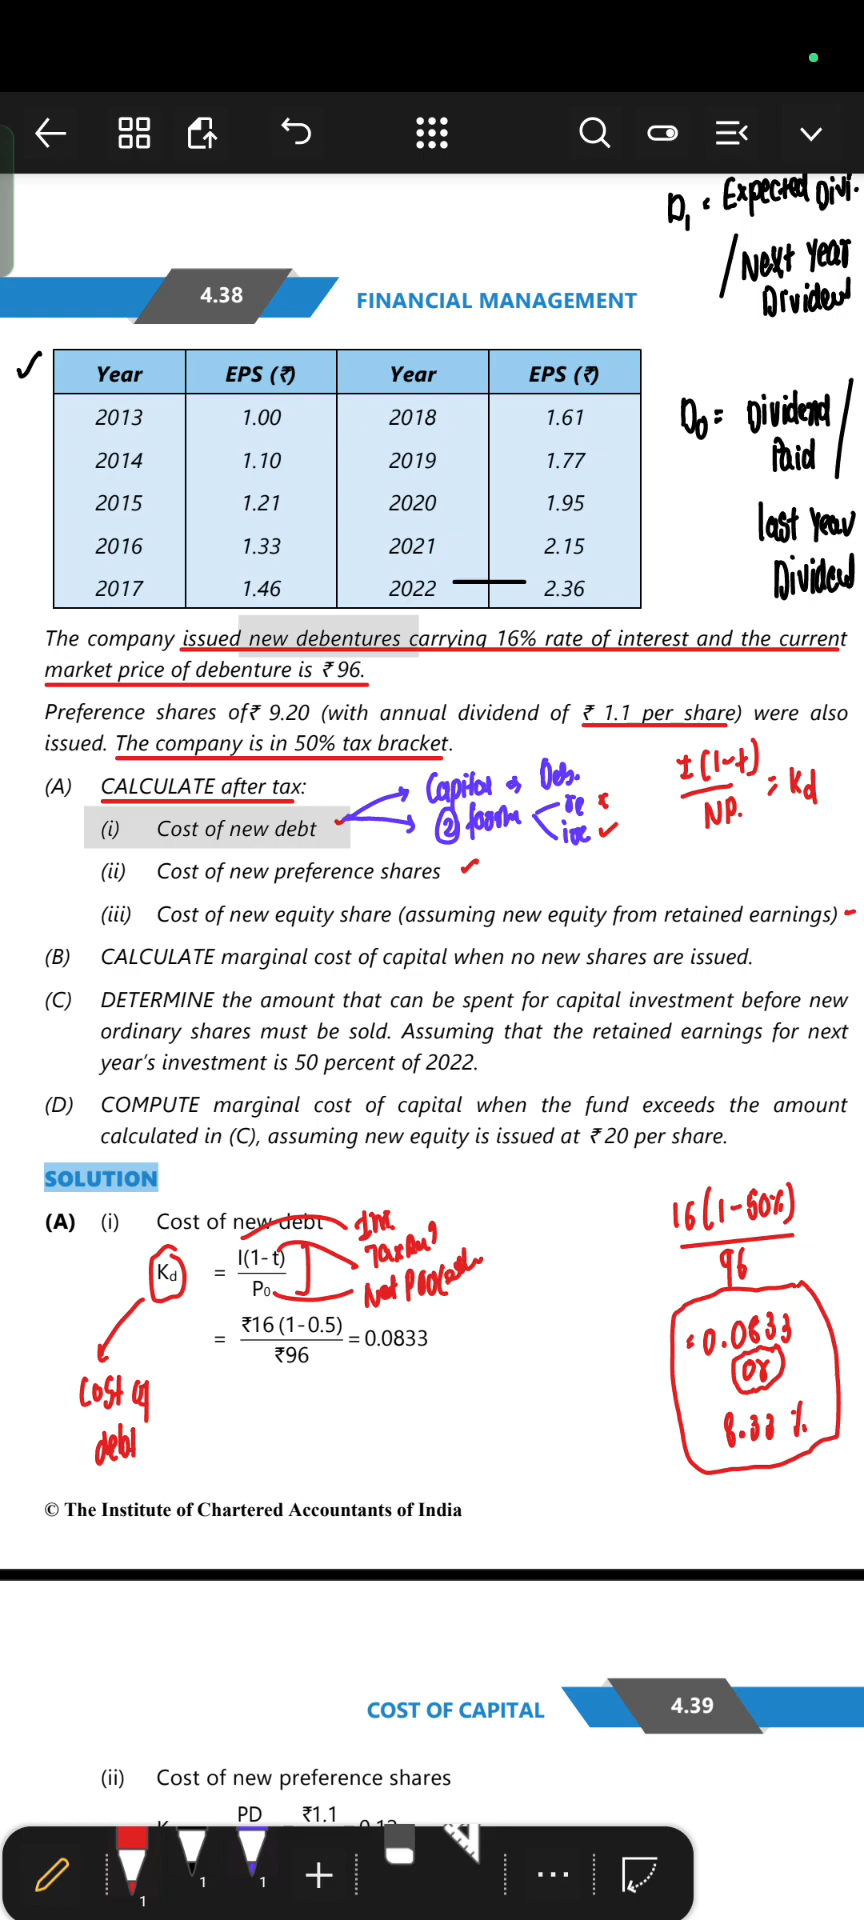 D₁ = Expected Divi.
/ Next Year
Dividend
4.38
FINANCIAL MANAGEMENT
Year EPS (₹) Year EPS (₹)
2013 1.00 2018 1.61
2014 1.10 2019 1.77
2015 1.21 2020 1.95
2016 1.33 2021 2.15
2017 1.46 2022 2.36
D₀ = Dividend /
Paid
last Year
Dividend
The company issued new debentures carrying 16% rate of interest and the current
market price of debenture is ₹ 96.
Preference shares of₹ 9.20 (with annual dividend of ₹ 1.1 per share) were also
issued. The company is in 50% tax bracket.
(A) CALCULATE after tax:
(i) Cost of new debt
Capital Deb.
②
I(1-t) = Kd
NP.
(ii) Cost of new preference shares
(iii) Cost of new equity share (assuming new equity from retained earnings)
(B) CALCULATE marginal cost of capital when no new shares are issued.
(C) DETERMINE the amount that can be spent for capital investment before new
ordinary shares must be sold. Assuming that the retained earnings for next
year's investment is 50 percent of 2022.
(D) COMPUTE marginal cost of capital when the fund exceeds the amount
calculated in (C), assuming new equity is issued at ₹ 20 per share.
SOLUTION
(A) (i) Cost of new debt
Int.
Kd = I(1- t)
P₀
Net
= ₹16 (1-0.5) = 0.0833
₹96
Cost of
debt
16(1-50%)
96
= 0.0833
or
8.33 %
© The Institute of Chartered Accountants of India
COST OF CAPITAL
4.39
(ii) Cost of new preference shares
PD ₹1.1
1
1
1